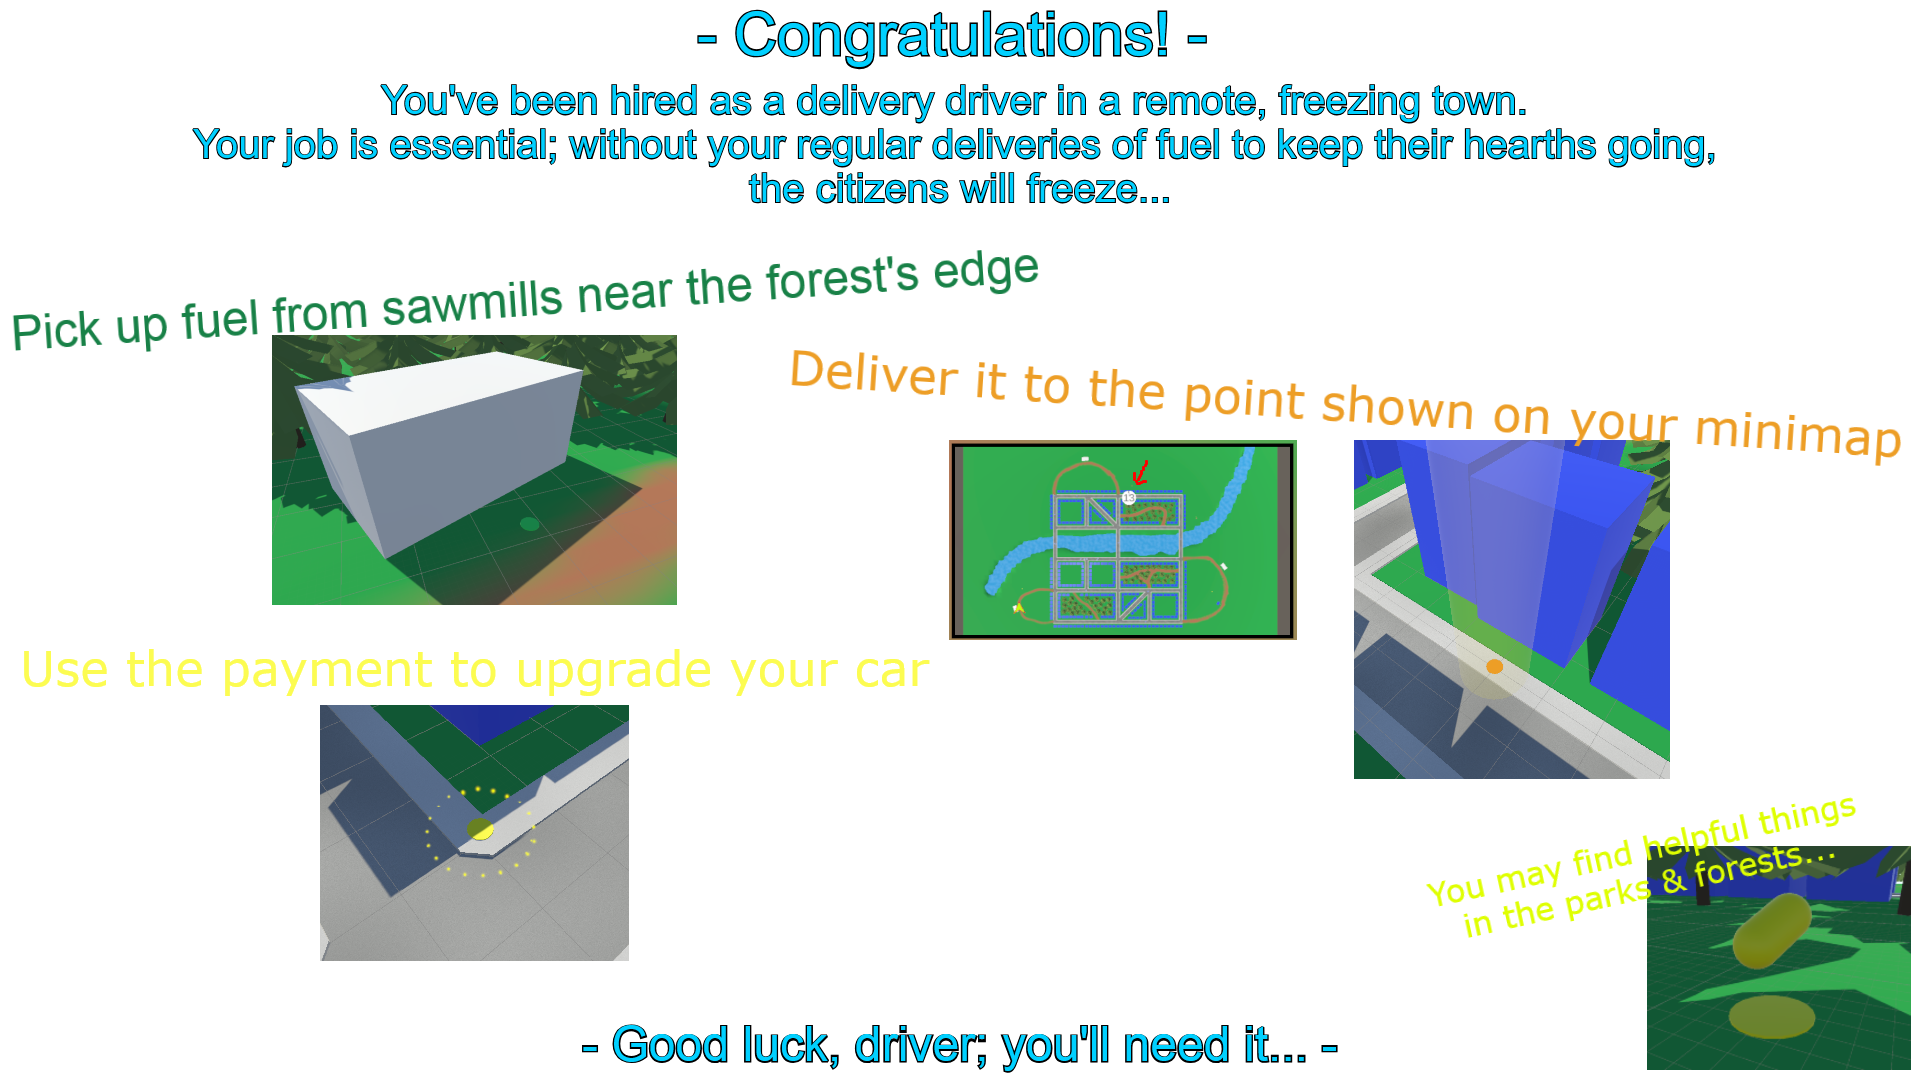 - Congratulations! -
You've been hired as a delivery driver in a remote, freezing town.
Your job is essential; without your regular deliveries of fuel to keep their hearths going,
the citizens will freeze...
Pick up fuel from sawmills near the forest's edge
Deliver it to the point shown on your minimap
13
Use the payment to upgrade your car
You may find helpful things
in the parks & forests...
- Good luck, driver; you'll need it... -